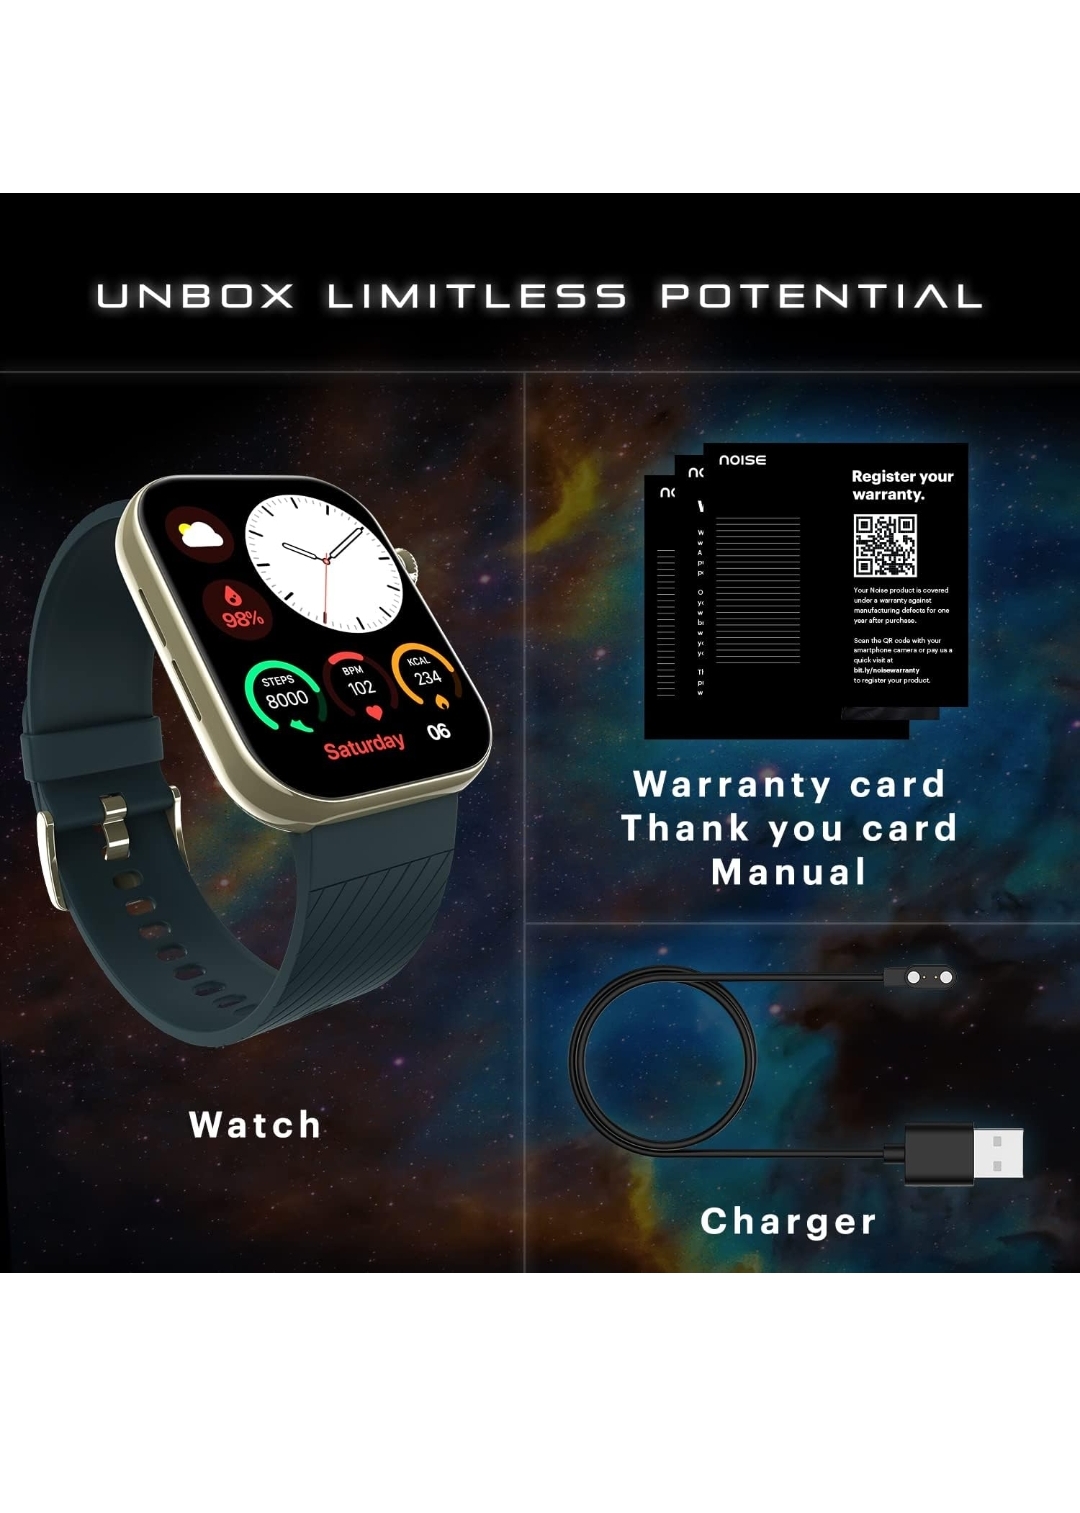 UNBOX LIMITLESS POTENTIAL
98%
STEPS
8000
BPM
102
KCAL
234
Saturday 06
Watch
NOISE
Register your
warranty.
Your Noise product is covered
under a warranty against
manufacturing defects for one
year after purchase.
Scan the QR code with your
smartphone camera or pay us a
quick visit at
bit.ly/noisewarranty
to register your product.
Warranty card
Thank you card
Manual
Charger